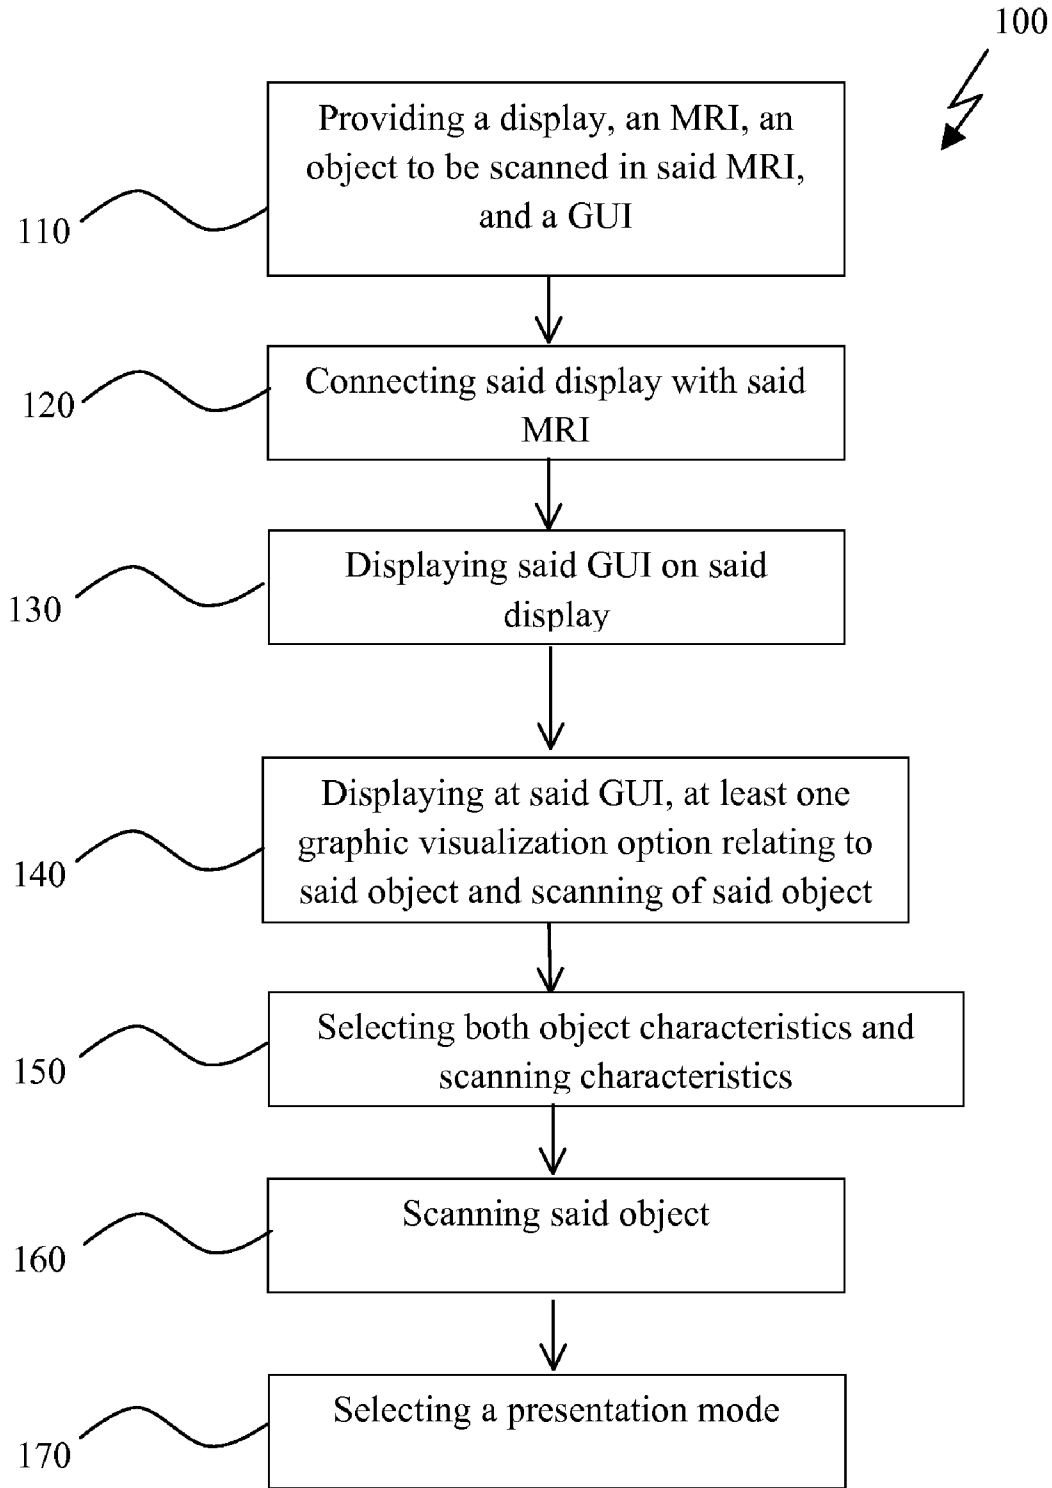 100
Providing a display, an MRI, an
object to be scanned in said MRI,
and a GUI
110
Connecting said display with said
MRI
120
Displaying said GUI on said
display
130
Displaying at said GUI, at least one
graphic visualization option relating to
said object and scanning of said object
140
Selecting both object characteristics and
scanning characteristics
150
Scanning said object
160
Selecting a presentation mode
170